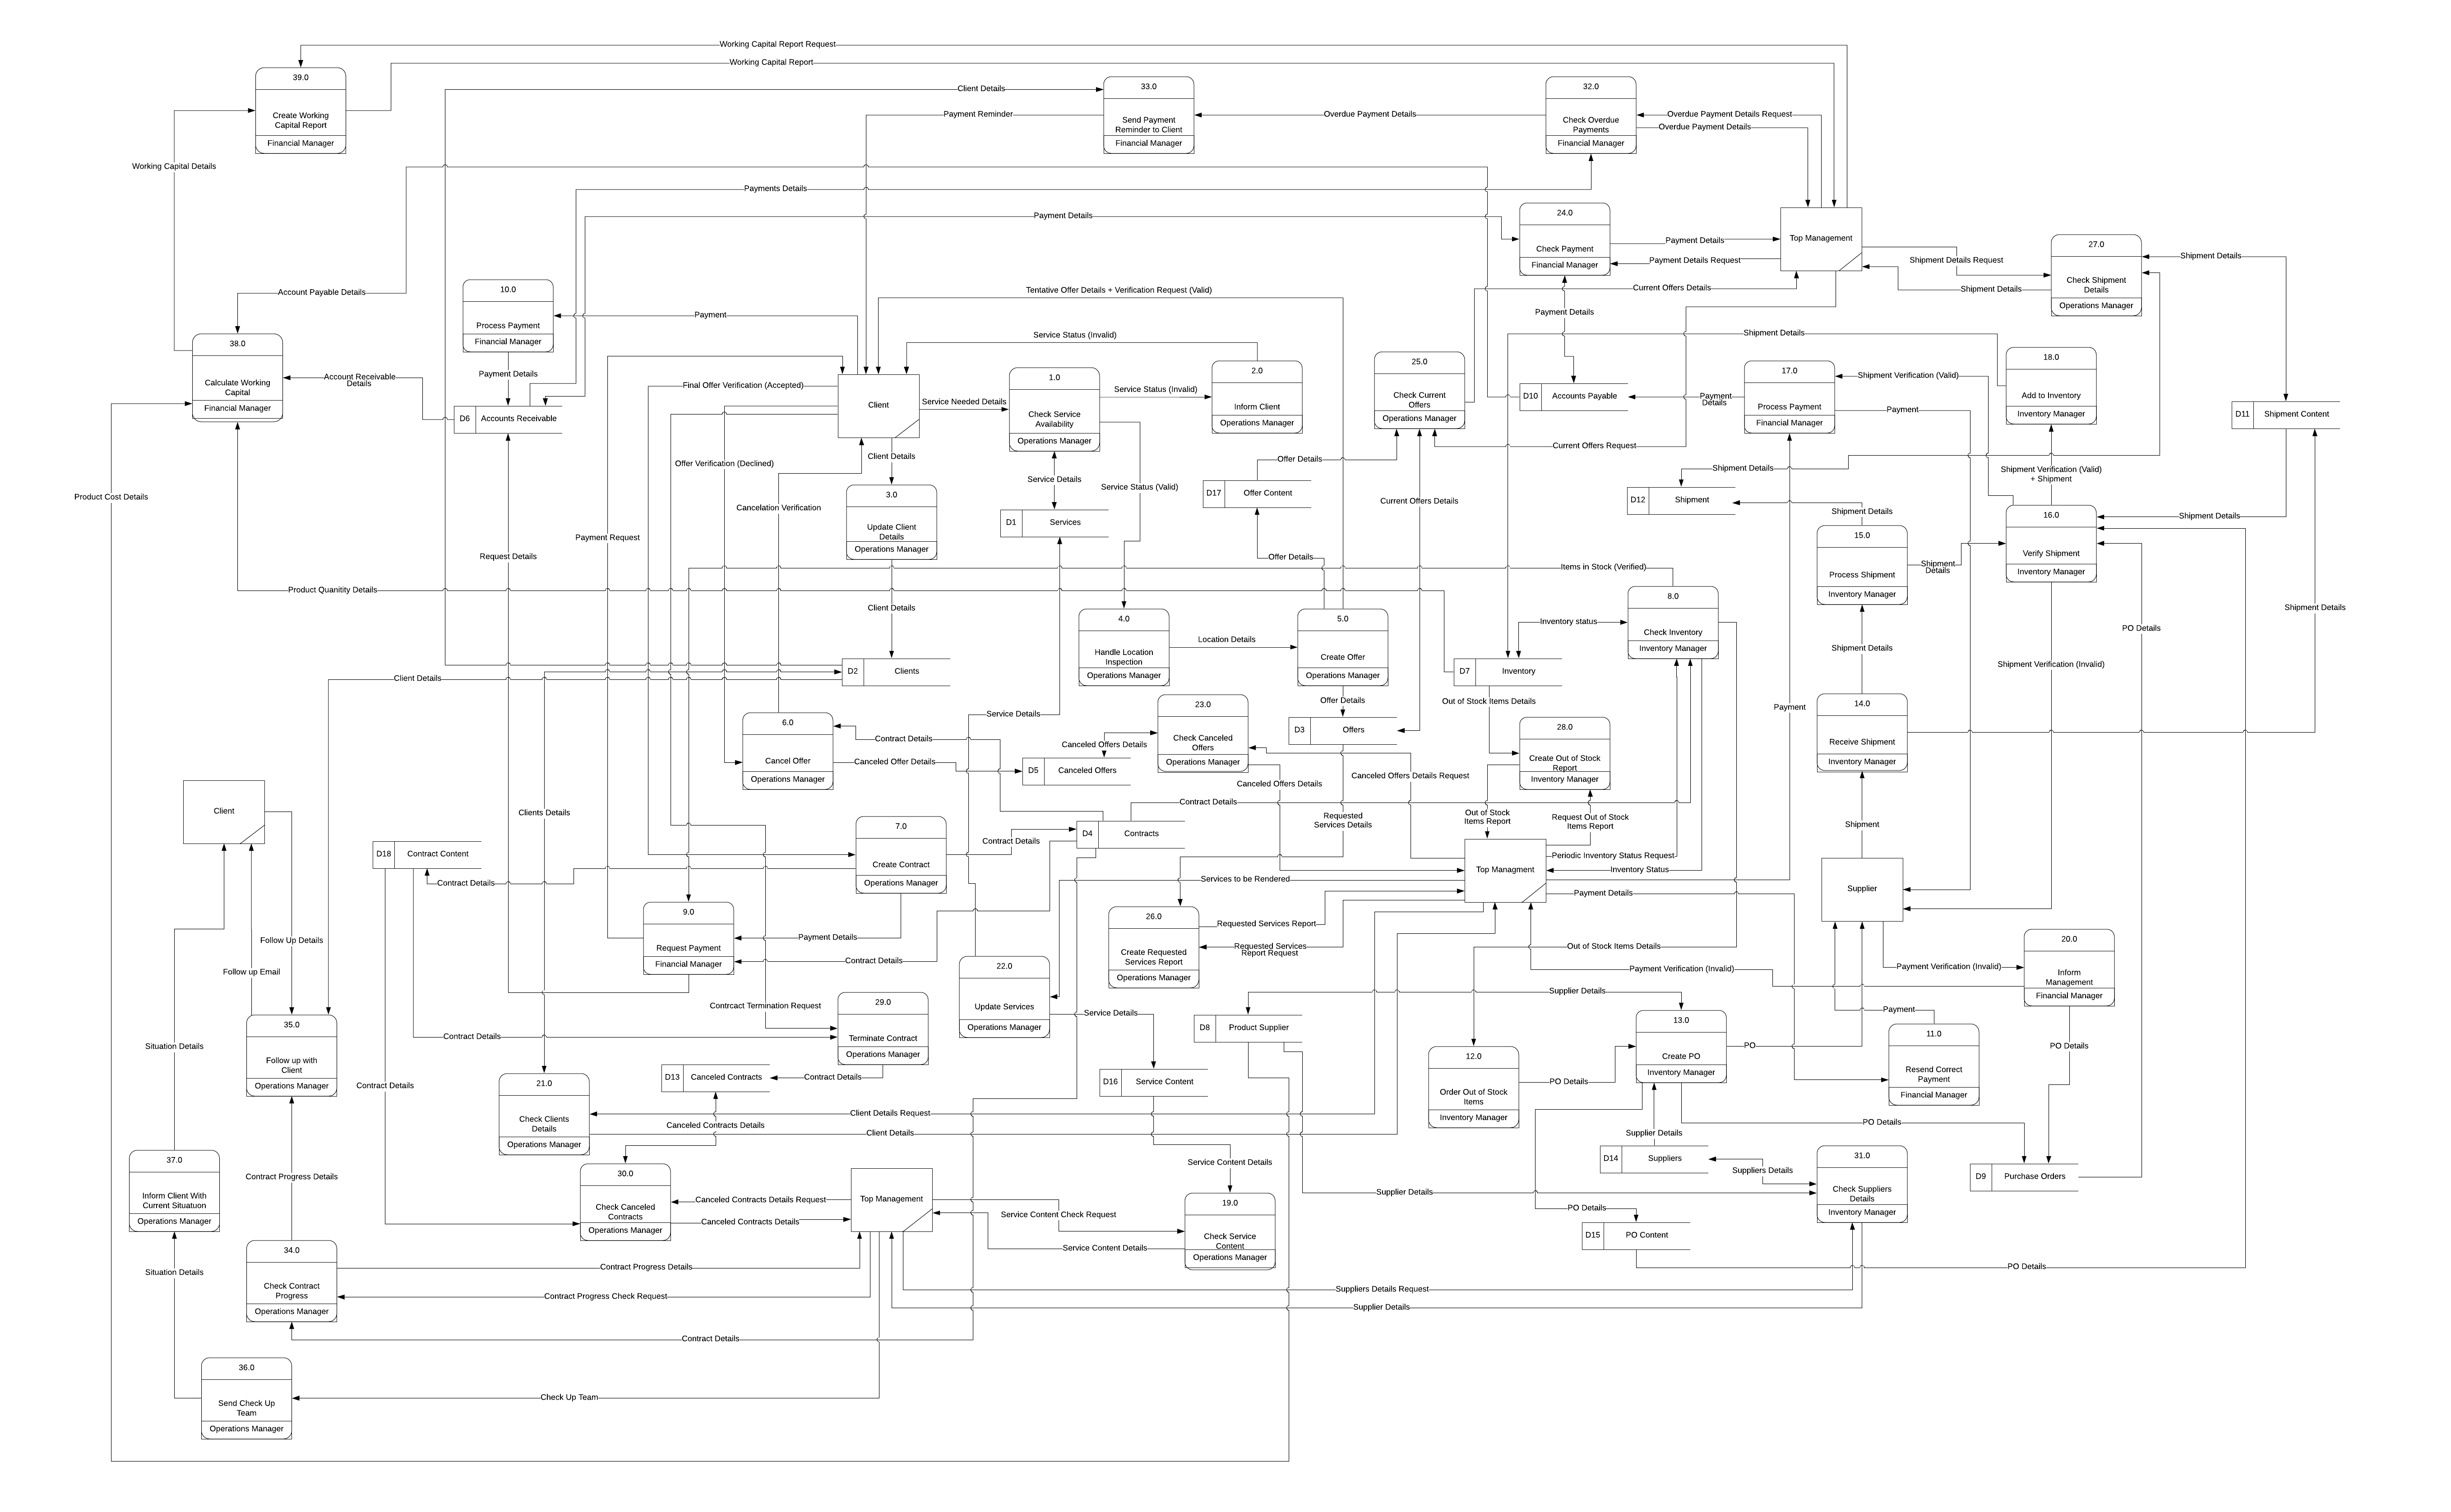 Working Capital Report Request
Working Capital Report
39.0
Create Working
Capital Report
Financial Manager
Client Details
33.0
Send Payment
Reminder to Client
Financial Manager
Payment Reminder
Overdue Payment Details
32.0
Check Overdue
Payments
Financial Manager
Overdue Payment Details Request
Overdue Payment Details
Working Capital Details
Payments Details
Payment Details
24.0
Check Payment
Financial Manager
Payment Details
Payment Details Request
Top Management
Shipment Details Request
Shipment Details
27.0
Check Shipment
Details
Operations Manager
Shipment Details
Account Payable Details
10.0
Process Payment
Financial Manager
Payment
Tentative Offer Details + Verification Request (Valid)
Current Offers Details
Payment Details
Shipment Details
38.0
Calculate Working
Capital
Financial Manager
Account Receivable
Details
Payment Details
D6
Accounts Receivable
Final Offer Verification (Accepted)
Client
Service Needed Details
Service Status (Invalid)
1.0
Check Service
Availability
Operations Manager
Service Status (Invalid)
2.0
Inform Client
Operations Manager
25.0
Check Current
Offers
Operations Manager
D10
Accounts Payable
Payment
Details
17.0
Process Payment
Financial Manager
Shipment Verification (Valid)
Payment
18.0
Add to Inventory
Inventory Manager
D11
Shipment Content
Current Offers Request
Offer Verification (Declined)
Client Details
Service Details
Service Status (Valid)
Offer Details
D17
Offer Content
Current Offers Details
Shipment Details
Shipment Verification (Valid)
+ Shipment
D12
Shipment
Product Cost Details
Cancelation Verification
3.0
Update Client
Details
Operations Manager
D1
Services
Shipment Details
16.0
Verify Shipment
Inventory Manager
Shipment Details
Payment Request
Request Details
Offer Details
Items in Stock (Verified)
15.0
Process Shipment
Inventory Manager
Shipment
Details
Product Quanitity Details
Client Details
4.0
Handle Location
Inspection
Operations Manager
Location Details
5.0
Create Offer
Operations Manager
Inventory status
8.0
Check Inventory
Inventory Manager
Shipment Details
PO Details
Shipment Details
Shipment Verification (Invalid)
Client Details
D2
Clients
D7
Inventory
Offer Details
Out of Stock Items Details
Payment
14.0
Receive Shipment
Inventory Manager
Service Details
6.0
Cancel Offer
Operations Manager
Contract Details
Canceled Offer Details
23.0
Check Canceled
Offers
Operations Manager
Canceled Offers Details
D5
Canceled Offers
D3
Offers
28.0
Create Out of Stock
Report
Inventory Manager
Canceled Offers Details Request
Canceled Offers Details
Client
Clients Details
7.0
Create Contract
Operations Manager
Contract Details
Contract Details
D4
Contracts
Requested
Services Details
Out of Stock
Items Report
Request Out of Stock
Items Report
Shipment
D18
Contract Content
Contract Details
Periodic Inventory Status Request
Inventory Status
Top Managment
Services to be Rendered
Payment Details
Supplier
9.0
Request Payment
Financial Manager
Payment Details
Contract Details
26.0
Create Requested
Services Report
Operations Manager
Requested Services Report
Requested Services
Report Request
Out of Stock Items Details
Payment Verification (Invalid)
Payment Verification (Invalid)
20.0
Inform
Management
Financial Manager
Follow Up Details
Follow up Email
22.0
Update Services
Operations Manager
Service Details
Supplier Details
D8
Product Supplier
13.0
Create PO
Inventory Manager
PO
Payment
11.0
Resend Correct
Payment
Financial Manager
PO Details
Contrcact Termination Request
29.0
Terminate Contract
Operations Manager
Contract Details
35.0
Follow up with
Client
Operations Manager
Situation Details
12.0
Order Out of Stock
Items
Inventory Manager
PO Details
D13
Canceled Contracts
Contract Details
D16
Service Content
Contract Details
21.0
Check Clients
Details
Operations Manager
Client Details Request
Client Details
Canceled Contracts Details
PO Details
Supplier Details
D14
Suppliers
Suppliers Details
31.0
Check Suppliers
Details
Inventory Manager
D9
Purchase Orders
37.0
Inform Client With
Current Situatuon
Operations Manager
Contract Progress Details
30.0
Check Canceled
Contracts
Operations Manager
Canceled Contracts Details Request
Canceled Contracts Details
Top Management
Service Content Details
19.0
Check Service
Content
Operations Manager
Service Content Check Request
Service Content Details
Supplier Details
PO Details
D15
PO Content
PO Details
34.0
Check Contract
Progress
Operations Manager
Contract Progress Details
Contract Progress Check Request
Suppliers Details Request
Supplier Details
Situation Details
Contract Details
36.0
Send Check Up
Team
Operations Manager
Check Up Team